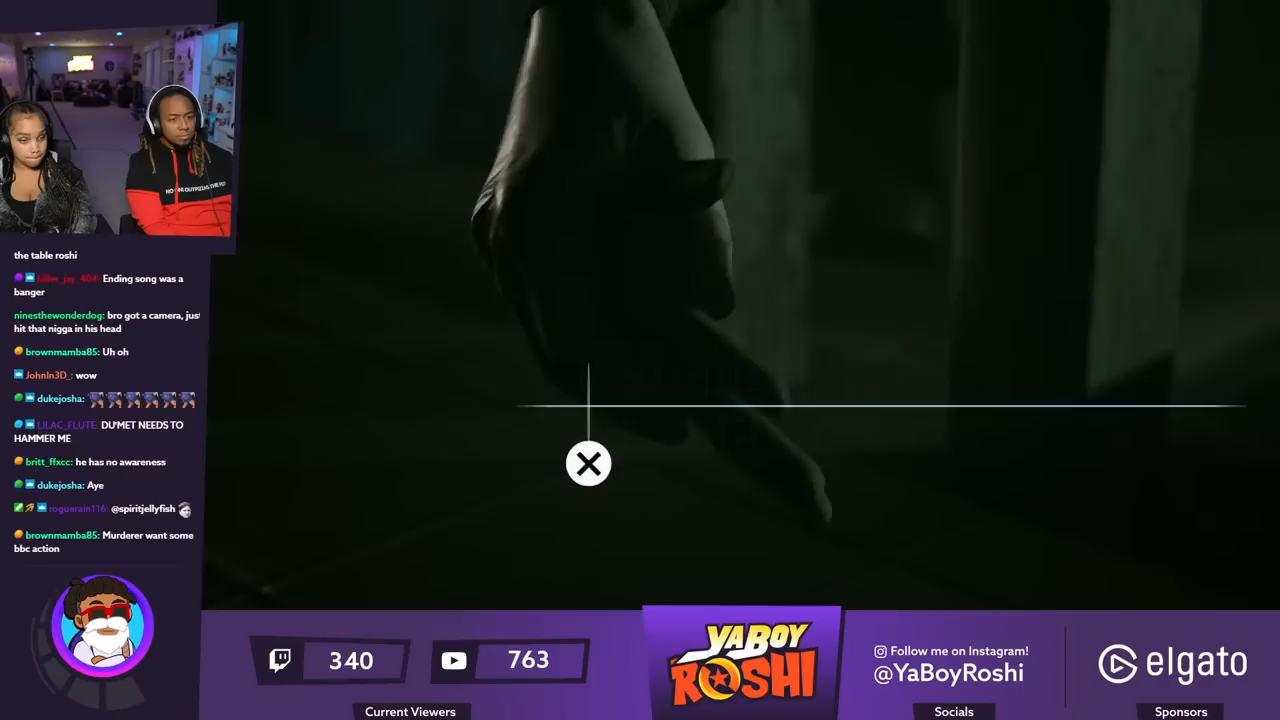 the table roshi
killer_jay_404: Ending song was a
banger
ninesthewonderdog: bro got a camera, just
hit that nigga in his head
brownmamba85: Uh oh
JohnIn3D_: wow
dukejosha:
LILAC_FLUTE: DU'MET NEEDS TO
HAMMER ME
britt_ffxcc: he has no awareness
dukejosha: Aye
roguerain116: @spiritjellyfish
brownmamba85: Murderer want some
bbc action
340
763
Current Viewers
YABOY
ROSHI
Follow me on Instagram!
@YaBoyRoshi
Socials
elgato
Sponsors